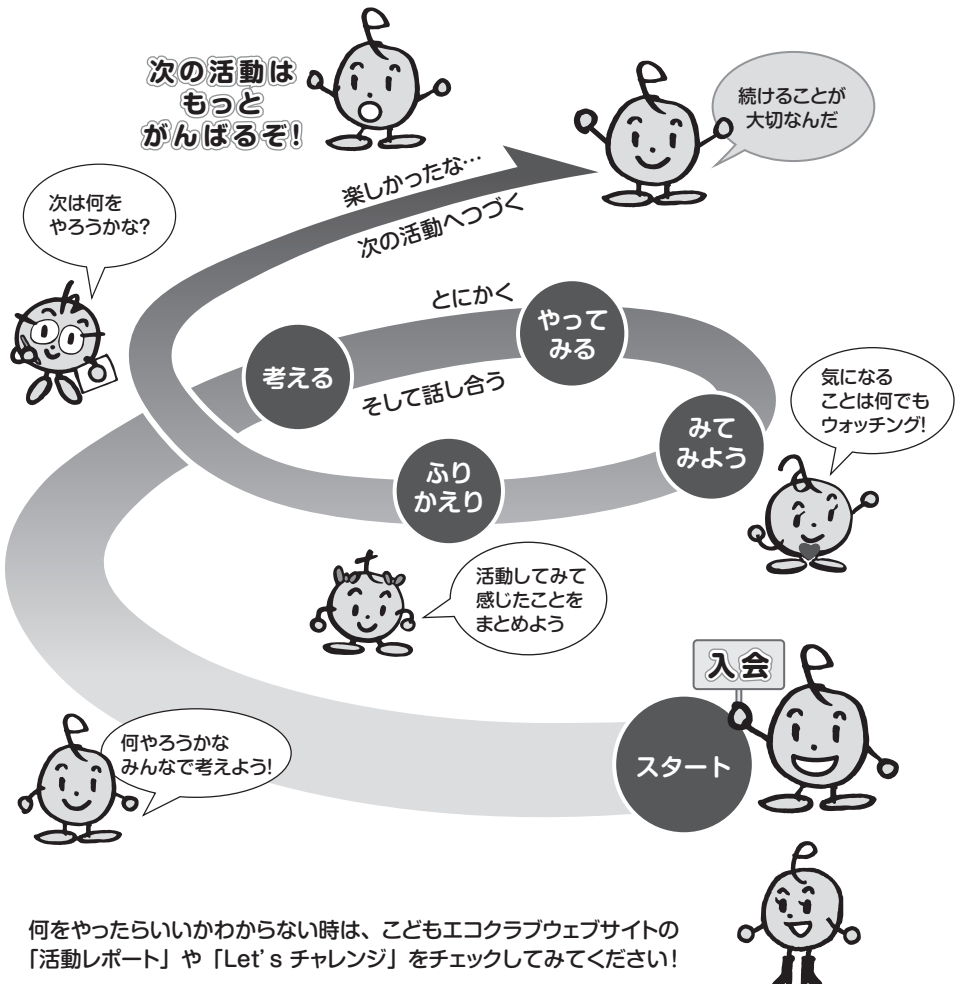 次の活動は
もっと
がんばるぞ!
続けることが
大切なんだ
楽しかったな…
次の活動へつづく
次は何を
やろうかな?
とにかく
やって
みる
考える
そして話し合う
気になる
ことは何でも
ウォッチング!
みて
みよう
ふり
かえり
活動してみて
感じたことを
まとめよう
入会
スタート
何やろうかな
みんなで考えよう!
何をやったらいいかわからない時は、こどもエコクラブウェブサイトの
「活動レポート」や「Let's チャレンジ」をチェックしてみてください!